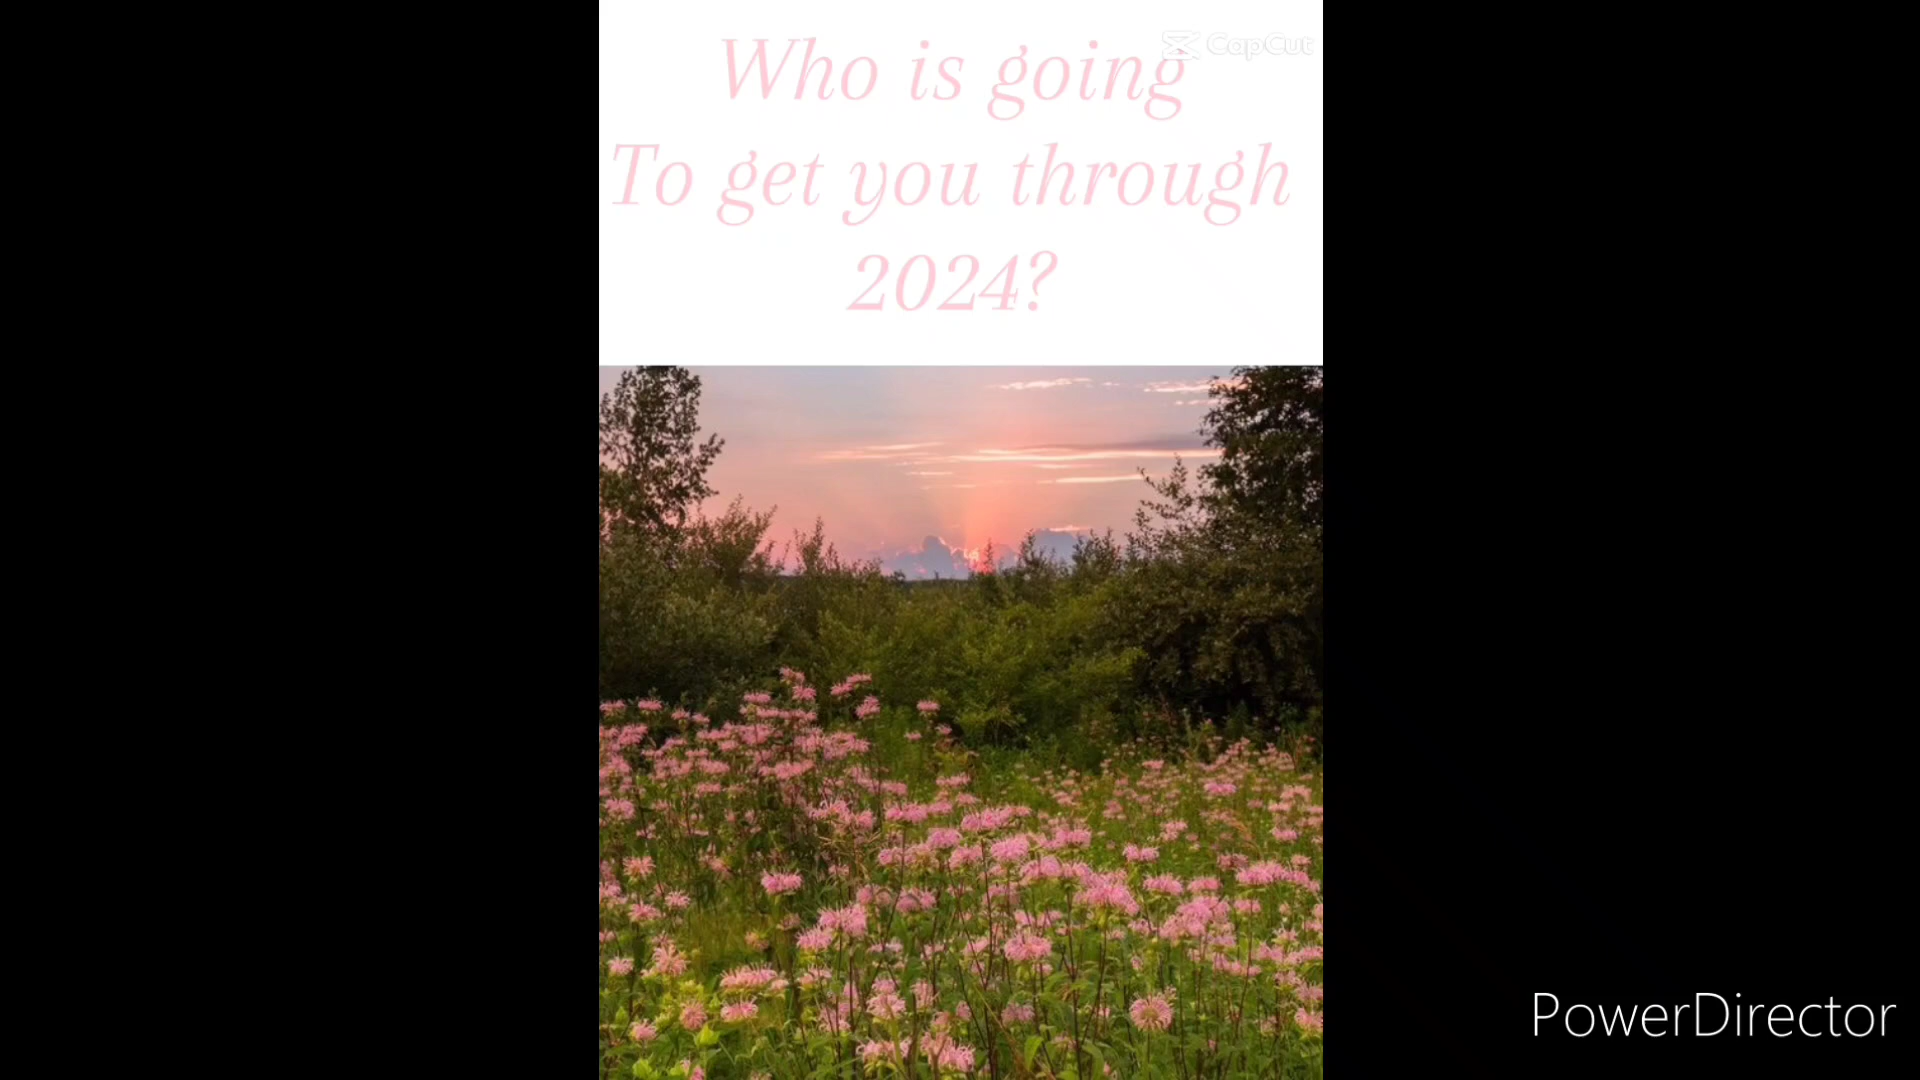 Who is going
To get you through
2024?
CapCut
PowerDirector